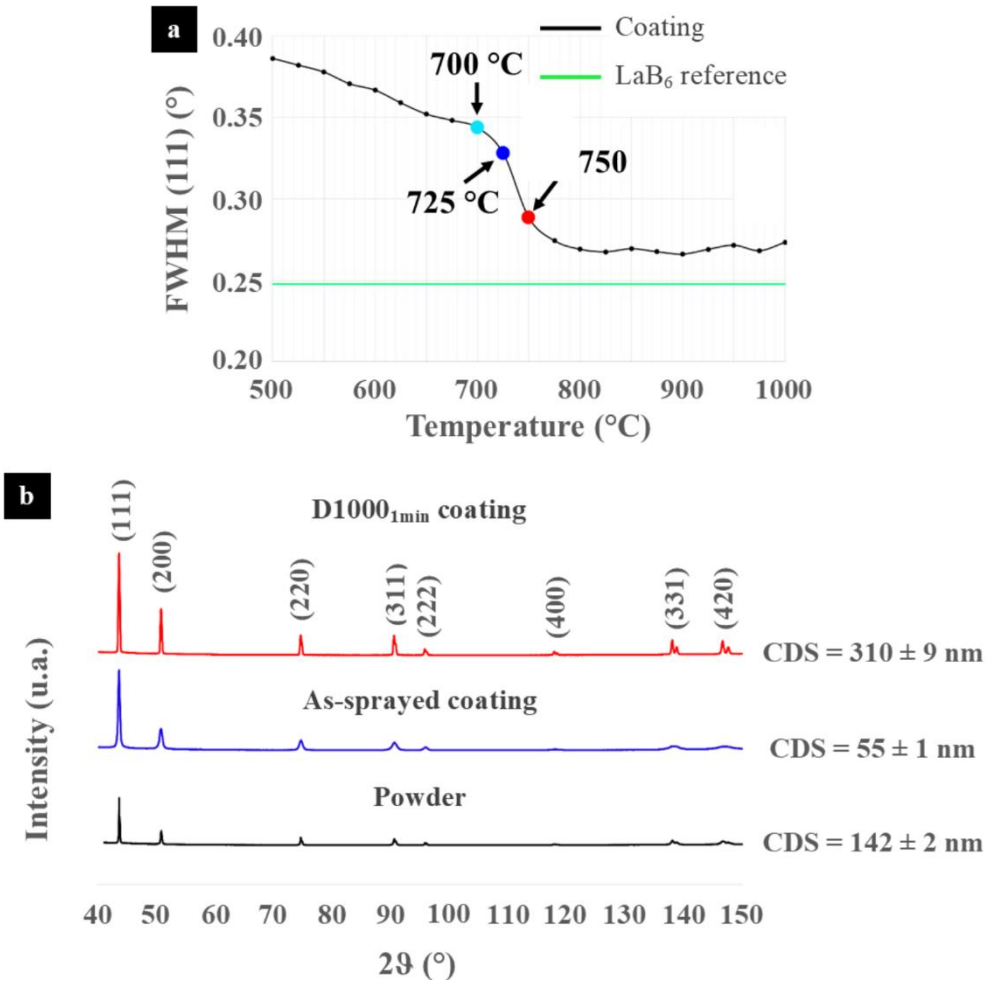 a
Coating
LaB₆ reference
FWHM (111) (°)
0.40
0.35
0.30
0.25
0.20
700 °C
725 °C
750
500 600 700 800 900 1000
Temperature (°C)
b
D1000₁ₘᵢₙ coating
(111) (200) (220) (311) (222) (400) (331) (420)
CDS = 310 ± 9 nm
As-sprayed coating
CDS = 55 ± 1 nm
Powder
CDS = 142 ± 2 nm
Intensity (u.a.)
40 50 60 70 80 90 100 110 120 130 140 150
2ϑ (°)